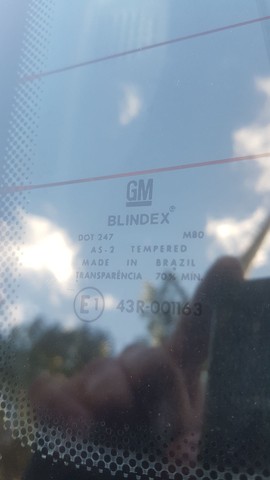 GM
BLINDEX®
DOT 247 M80
AS-2 TEMPERED
MADE IN BRAZIL
TRANSPARÊNCIA 70% MIN.
E1 43R-001163